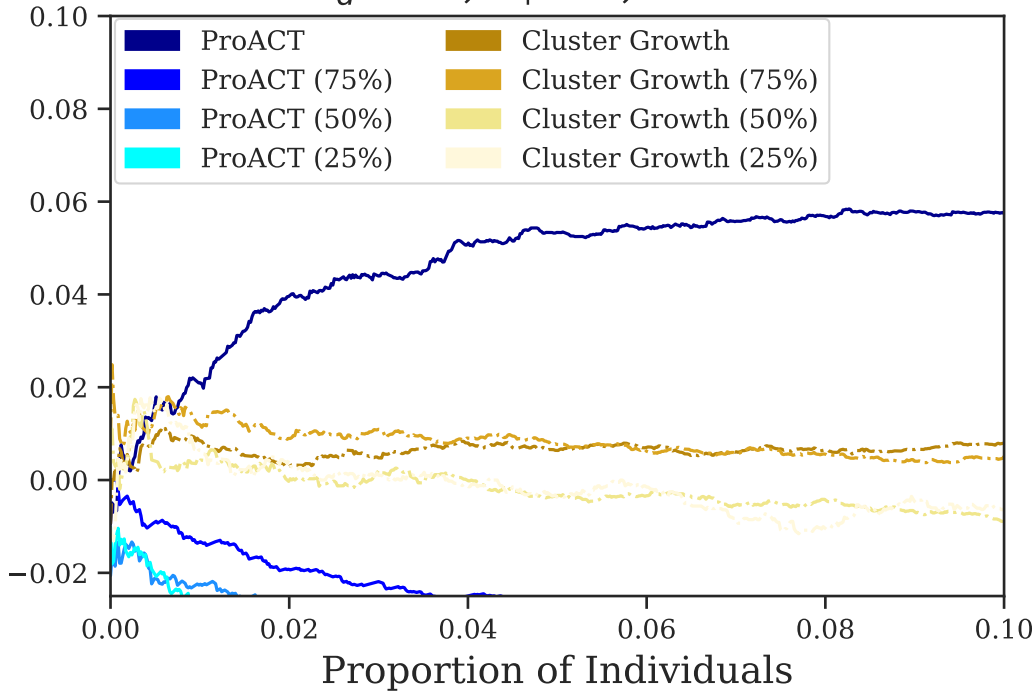 0.10
0.08
0.06
0.04
0.02
0.00
−0.02
ProACT
ProACT (75%)
ProACT (50%)
ProACT (25%)
Cluster Growth
Cluster Growth (75%)
Cluster Growth (50%)
Cluster Growth (25%)
0.00 0.02 0.04 0.06 0.08 0.10
Proportion of Individuals